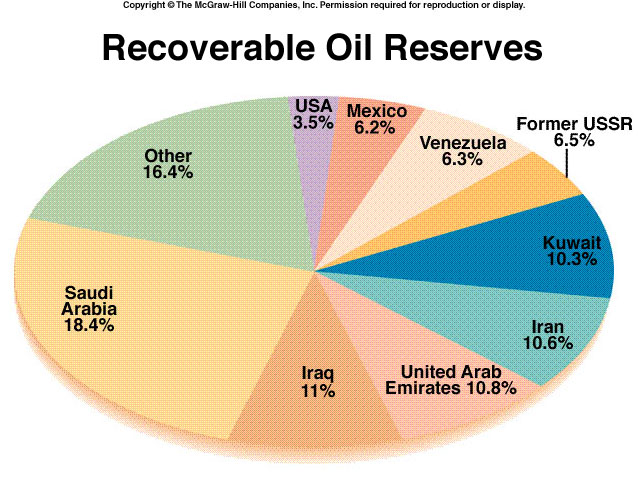 Copyright © The McGraw-Hill Companies, Inc. Permission required for reproduction or display.
Recoverable Oil Reserves
USA
3.5%
Mexico
6.2%
Venezuela
6.3%
Former USSR
6.5%
Other
16.4%
Kuwait
10.3%
Saudi
Arabia
18.4%
Iran
10.6%
Iraq
11%
United Arab
Emirates 10.8%